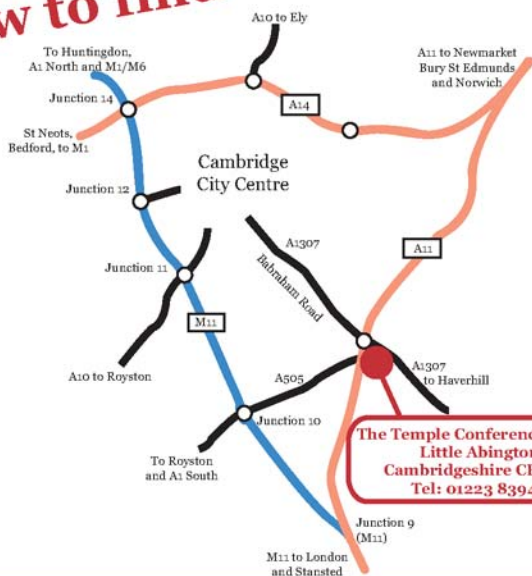 to
A10 to Ely
To Huntingdon,
A1 North and M1/M6
A11 to Newmarket
Bury St Edmunds
and Norwich
Junction 14
A14
St Neots,
Bedford, to M1
Cambridge
City Centre
Junction 12
A1307
Babraham Road
A11
Junction 11
M11
A10 to Royston
A505
A1307
to Haverhill
Junction 10
The Temple
Little Abington
Cambridgeshire
Tel: 01223 8394
To Royston
and A1 South
Junction 9
(M11)
M11 to London
and Stansted